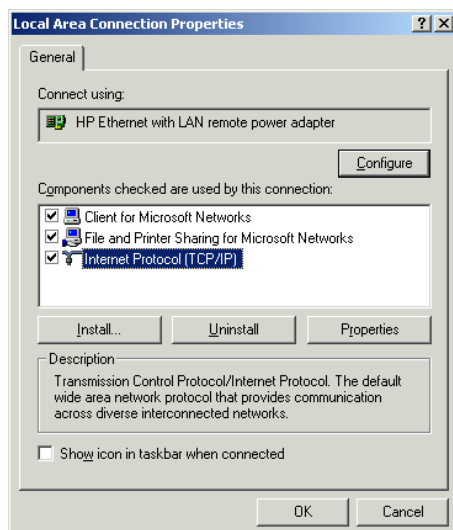 Local Area Connection Properties
General
Connect using:
HP Ethernet with LAN remote power adapter
Configure
Components checked are used by this connection:
Client for Microsoft Networks
File and Printer Sharing for Microsoft Networks
Internet Protocol (TCP/IP)
Install...
Uninstall
Properties
Description
Transmission Control Protocol/Internet Protocol. The default
wide area network protocol that provides communication
across diverse interconnected networks.
Show icon in taskbar when connected
OK
Cancel